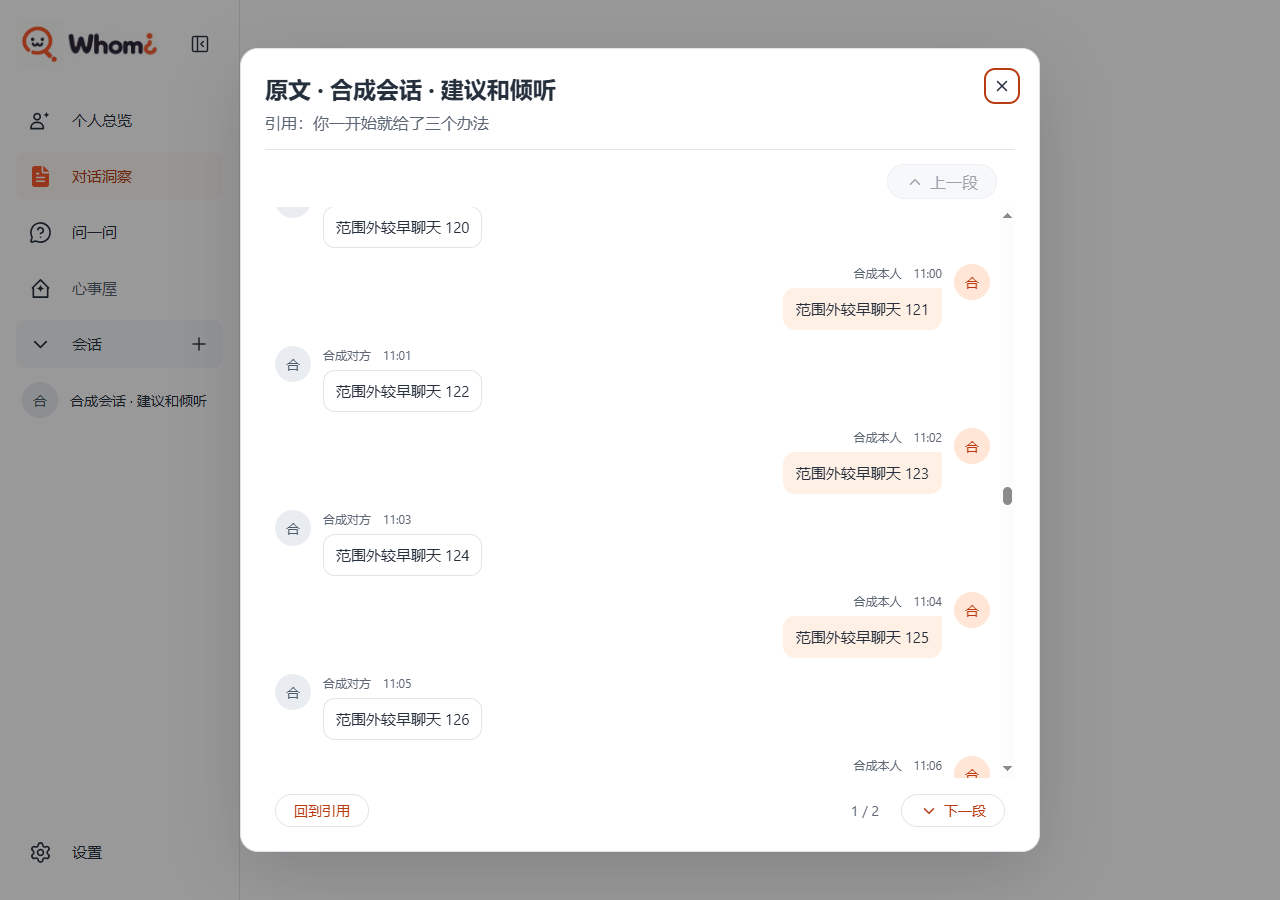 Whomi
个人总览
对话洞察
问一问
心事屋
会话
合
合成会话 · 建议和倾听
设置
原文 · 合成会话 · 建议和倾听
引用：你一开始就给了三个办法
上一段
范围外较早聊天 120
合成本人 11:00
合
范围外较早聊天 121
合成对方 11:01
合
范围外较早聊天 122
合成本人 11:02
合
范围外较早聊天 123
合成对方 11:03
合
范围外较早聊天 124
合成本人 11:04
合
范围外较早聊天 125
合成对方 11:05
合
范围外较早聊天 126
合成本人 11:06
合
回到引用
1 / 2
下一段